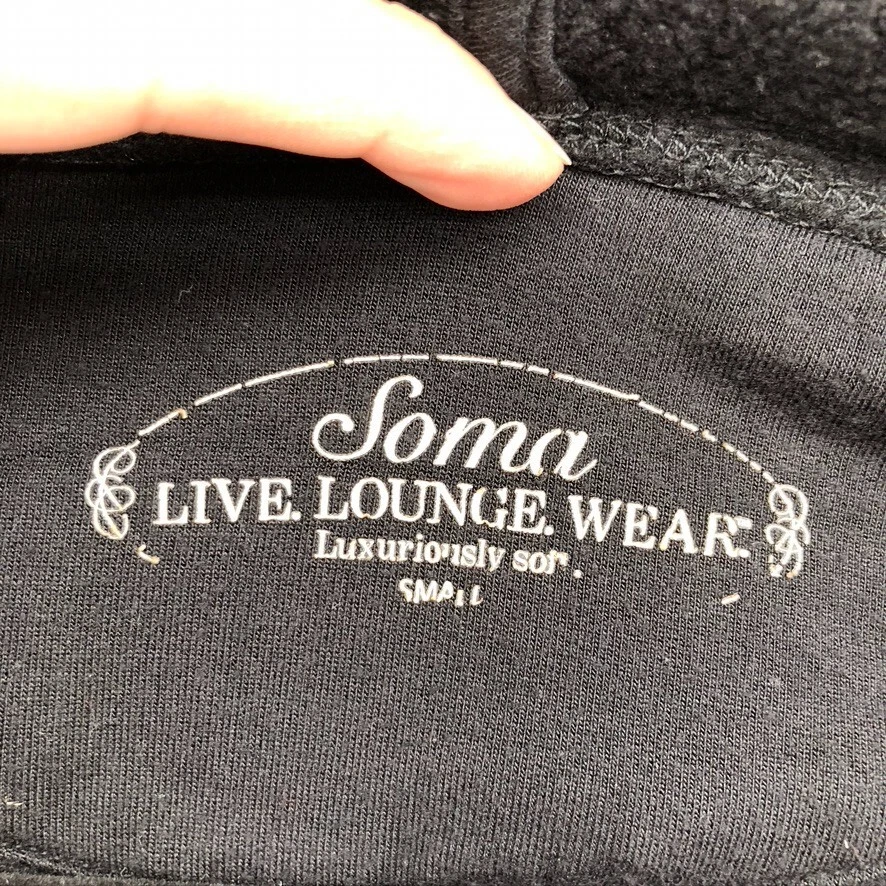 Soma
LIVE. LOUNGE. WEAR.
Luxuriously soft.
SMALL